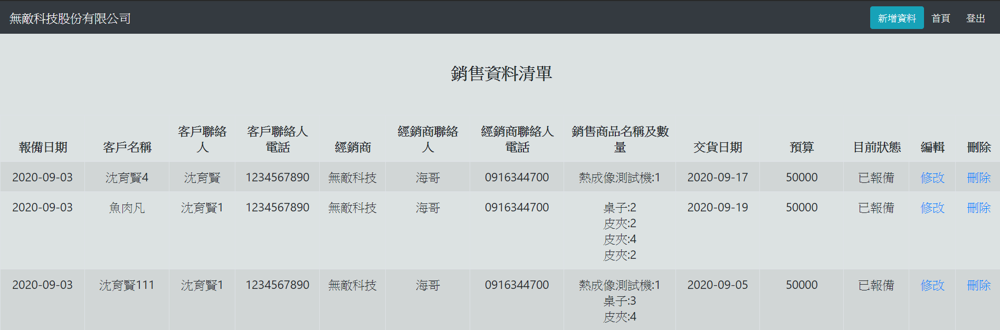 無敵科技股份有限公司 新增資料 首頁 登出
銷售資料清單
報備日期 客戶名稱 客戶聯絡人 客戶聯絡人電話 經銷商 經銷商聯絡人 經銷商聯絡人電話 銷售商品名稱及數量 交貨日期 預算 目前狀態 編輯 刪除
2020-09-03 沈育賢4 沈育賢 1234567890 無敵科技 海哥 0916344700 熱成像測試機:1 2020-09-17 50000 已報備 修改 刪除
2020-09-03 魚肉凡 沈育賢1 1234567890 無敵科技 海哥 0916344700 桌子:2 2020-09-19 50000 已報備 修改 刪除
皮夾:2
皮夾:4
皮夾:2
2020-09-03 沈育賢111 沈育賢1 1234567890 無敵科技 海哥 0916344700 熱成像測試機:1 2020-09-05 50000 已報備 修改 刪除
桌子:3
皮夾:4